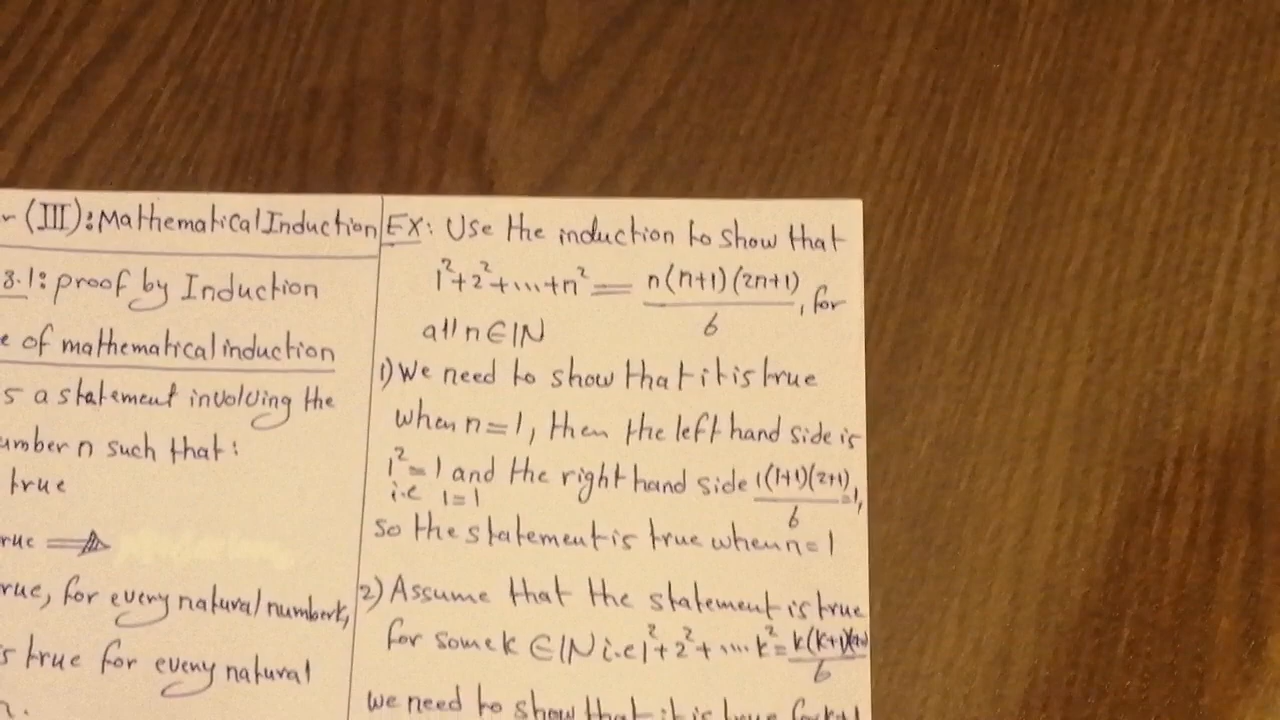 (III): Mathematical Induction
3.1: proof by Induction
e of mathematical induction
s a statement involving the
umber n such that:
true
rue ⇒
rue, for every natural number k,
s true for every natural
n.
EX: Use the induction to show that
1²+2²+...+n² = n(n+1)(2n+1)/6, for
all n ∈ IN
1) We need to show that it is true
when n=1, then the left hand side is
1²=1 and the right hand side 1(1+1)(2+1)/6 =1,
i.e 1=1
so the statement is true when n=1
2) Assume that the statement is true
for some k ∈ IN i.e 1²+2²+....k² = k(k+1)/6
we need to show that it is true for k+1